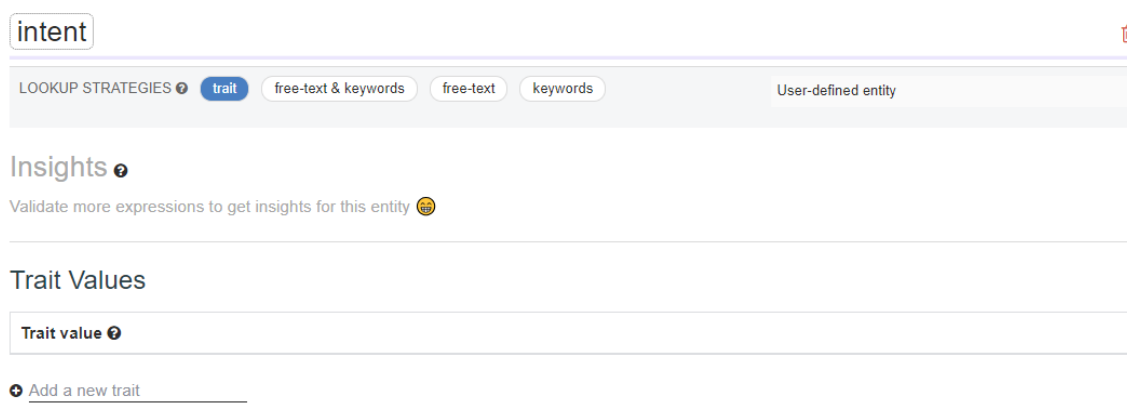 intent
LOOKUP STRATEGIES trait free-text & keywords free-text keywords User-defined entity
Insights
Validate more expressions to get insights for this entity 😁
Trait Values
Trait value
Add a new trait